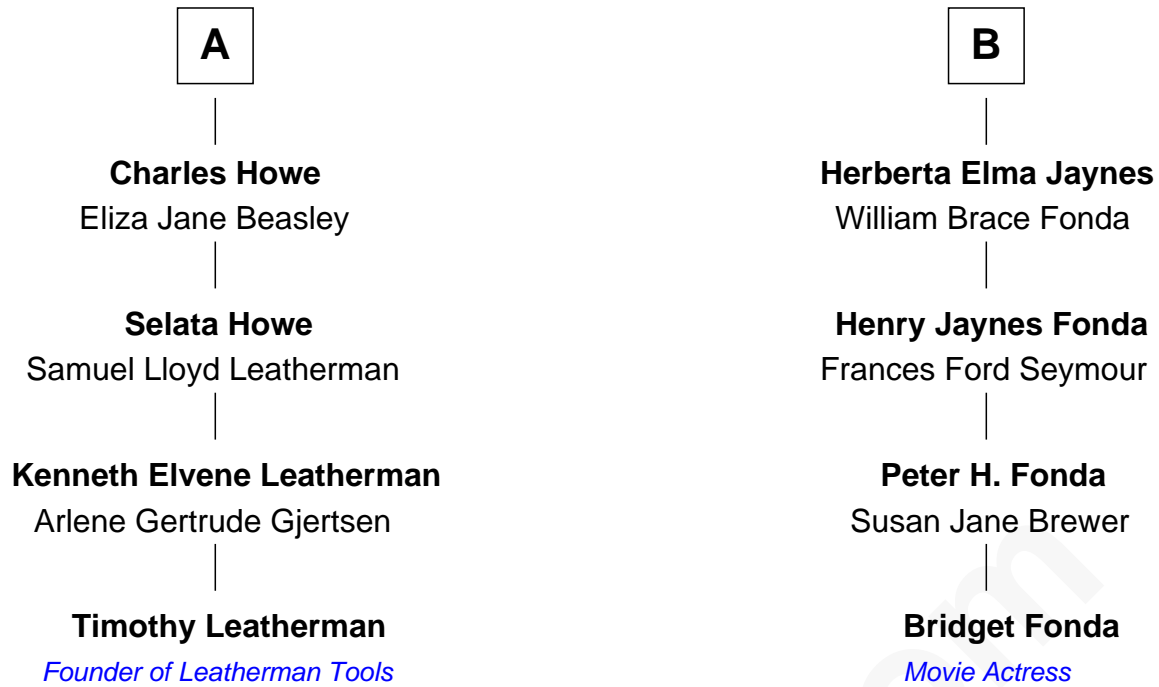 A
Charles Howe
Eliza Jane Beasley
Selata Howe
Samuel Lloyd Leatherman
Kenneth Elvene Leatherman
Arlene Gertrude Gjertsen
Timothy Leatherman
Founder of Leatherman Tools
B
Herberta Elma Jaynes
William Brace Fonda
Henry Jaynes Fonda
Frances Ford Seymour
Peter H. Fonda
Susan Jane Brewer
Bridget Fonda
Movie Actress